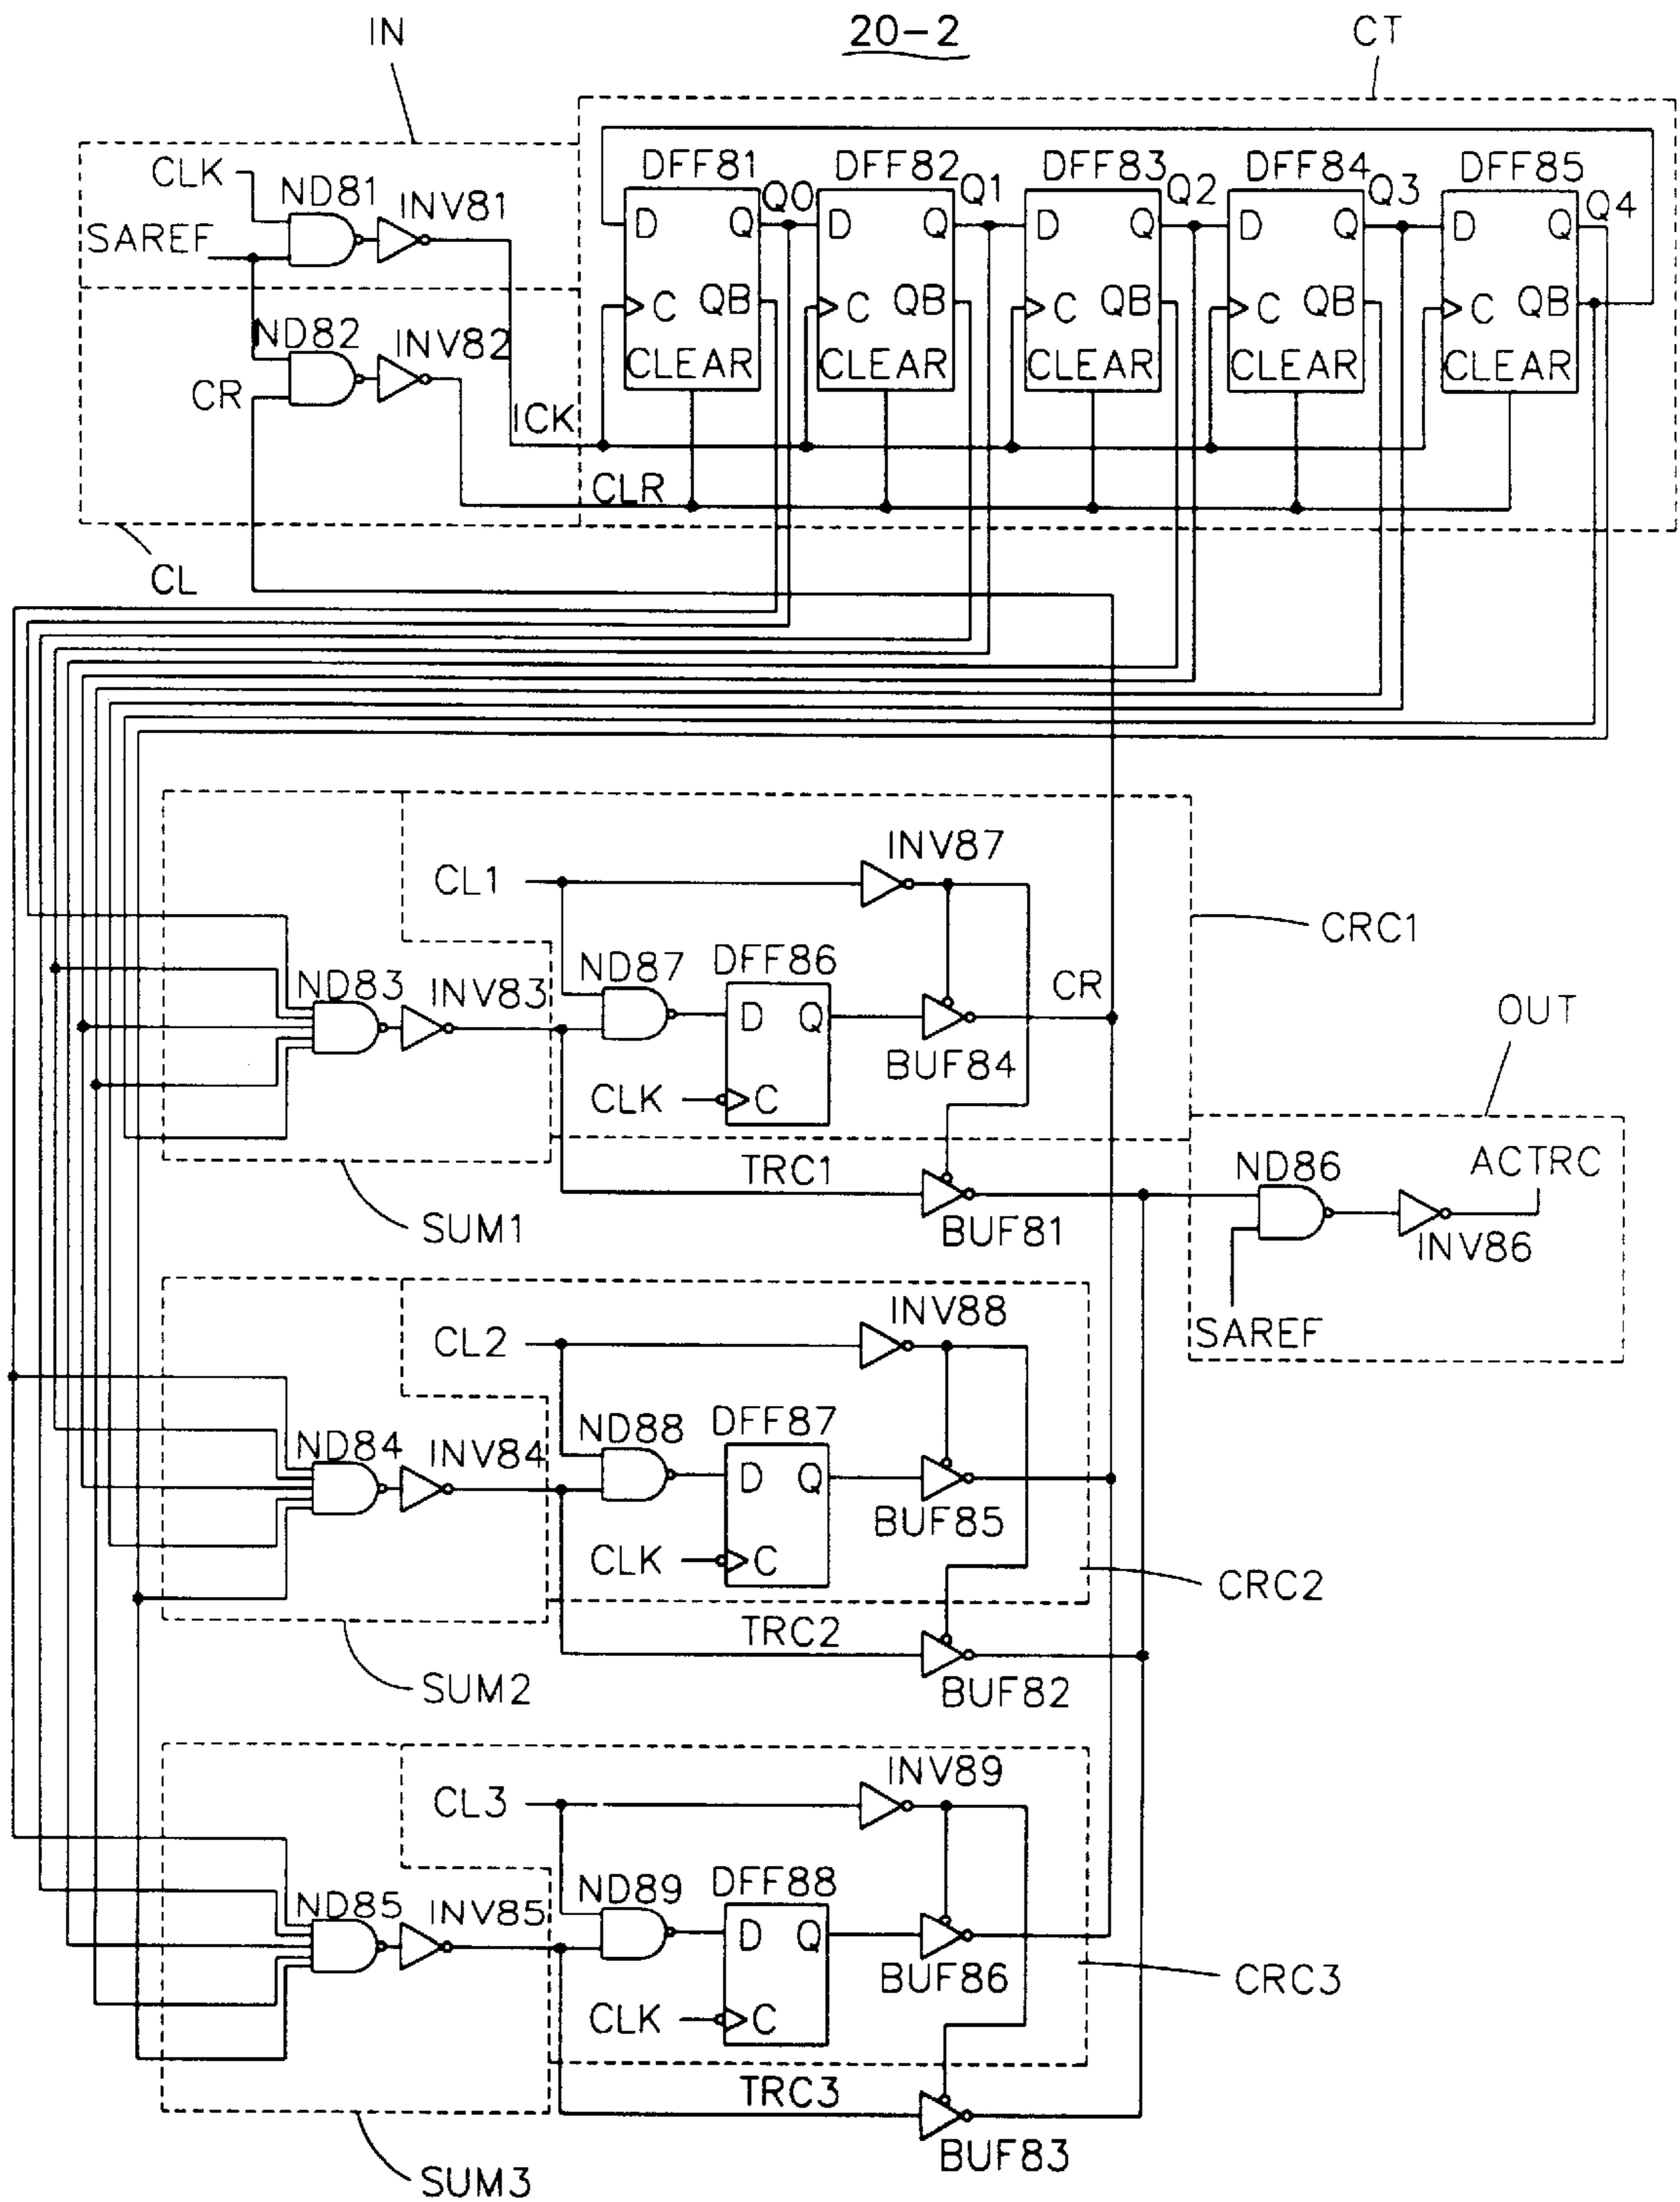 IN
20-2
CT
CLK
ND81
INV81
SAREF
ND82
INV82
CR
ICK
CLR
CL
DFF81
Q0
DFF82
Q1
DFF83
Q2
DFF84
Q3
DFF85
Q4
D
Q
D
Q
D
Q
D
Q
D
Q
C
QB
C
QB
C
QB
C
QB
C
QB
CLEAR
CLEAR
CLEAR
CLEAR
CLEAR
INV87
CL1
CRC1
ND83
INV83
ND87
DFF86
D
Q
CR
BUF84
CLK
C
OUT
TRC1
BUF81
SUM1
ND86
ACTRC
INV86
SAREF
INV88
CL2
ND84
INV84
ND88
DFF87
D
Q
BUF85
CLK
C
CRC2
TRC2
BUF82
SUM2
INV89
CL3
ND85
INV85
ND89
DFF88
D
Q
BUF86
CRC3
CLK
C
TRC3
BUF83
SUM3